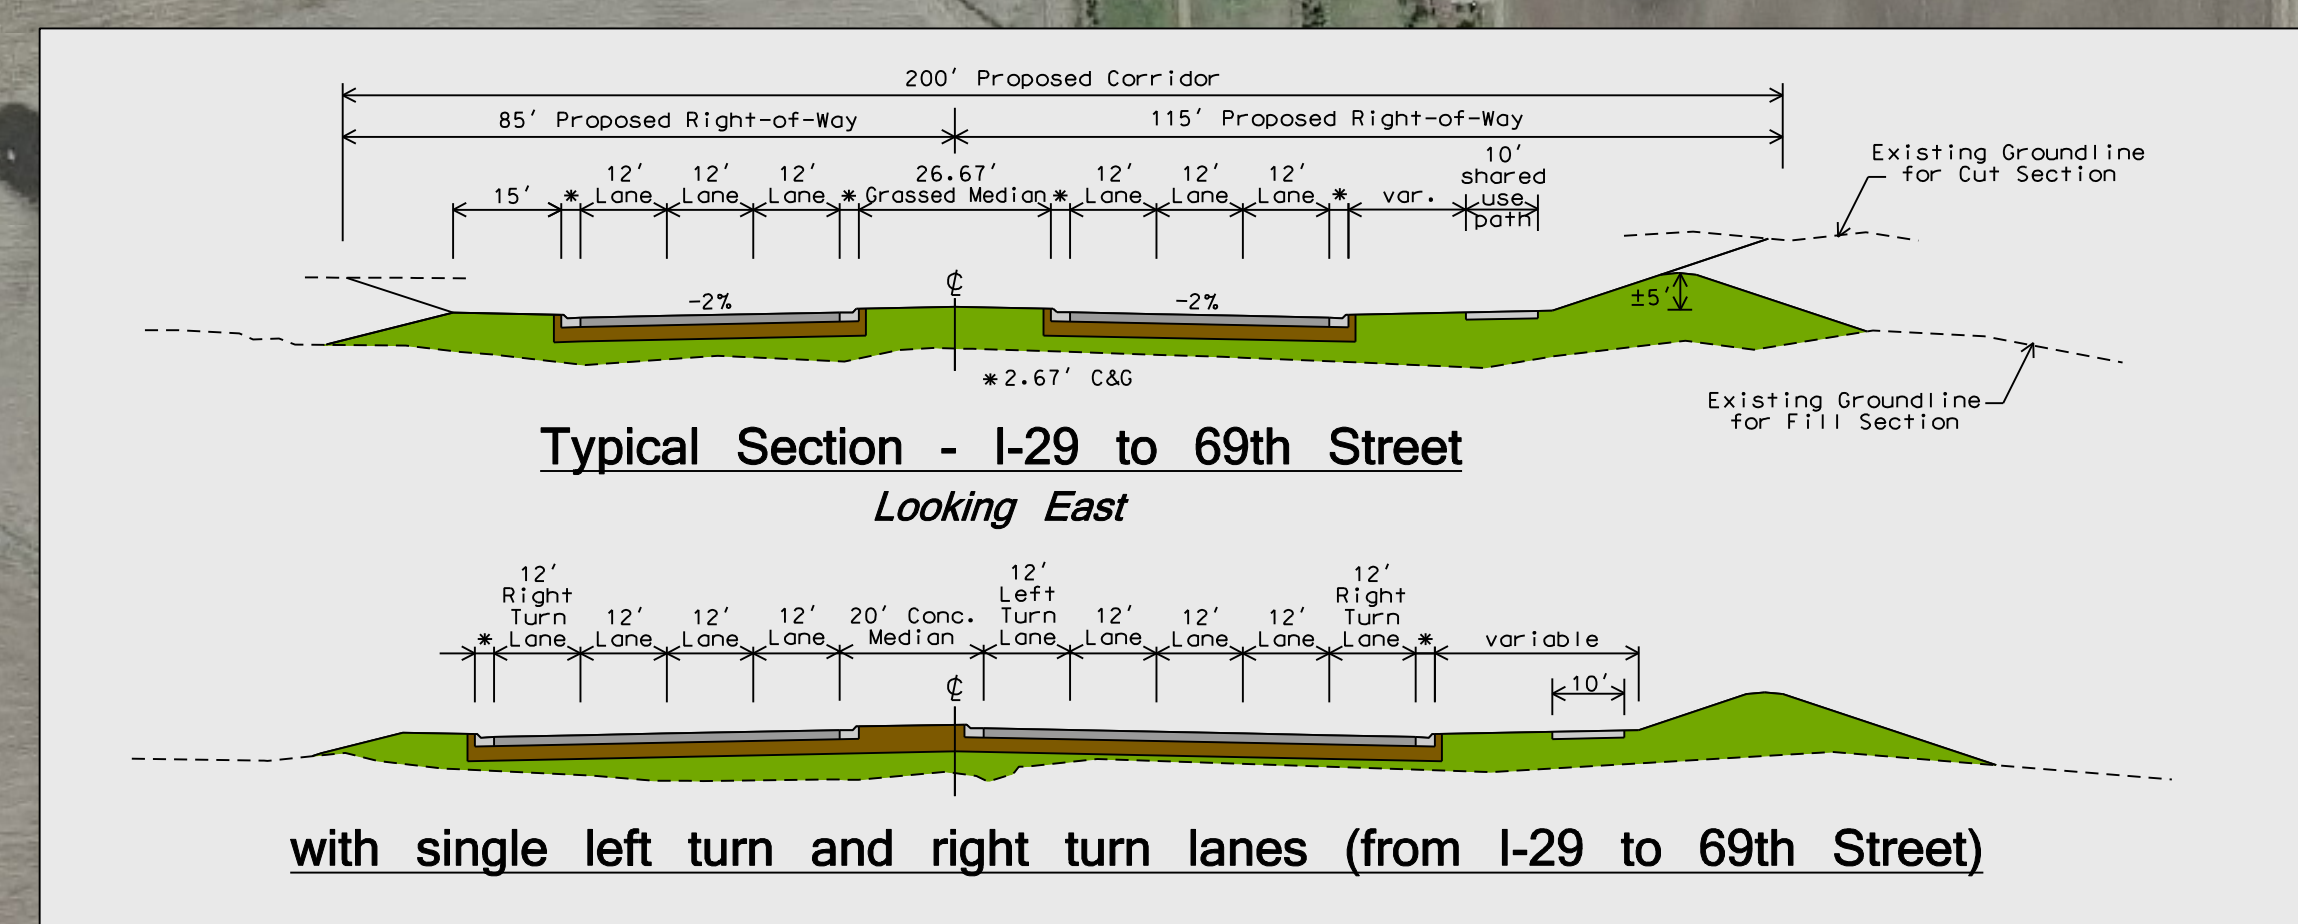 200' Proposed Corridor
85' Proposed Right-of-Way
115' Proposed Right-of-Way
15'
*
12'
Lane
12'
Lane
12'
Lane
*
26.67'
Grassed Median
*
12'
Lane
12'
Lane
12'
Lane
*
var.
10'
shared
use
path
Existing Groundline
for Cut Section
-2%
℄
-2%
±5'
*2.67' C&G
Existing Groundline
for Fill Section
Typical Section - I-29 to 69th Street
Looking East
*
12'
Right
Turn
Lane
12'
Lane
12'
Lane
12'
Lane
20' Conc.
Median
12'
Left
Turn
Lane
12'
Lane
12'
Lane
12'
Lane
12'
Right
Turn
Lane
*
variable
10'
℄
with single left turn and right turn lanes (from I-29 to 69th Street)